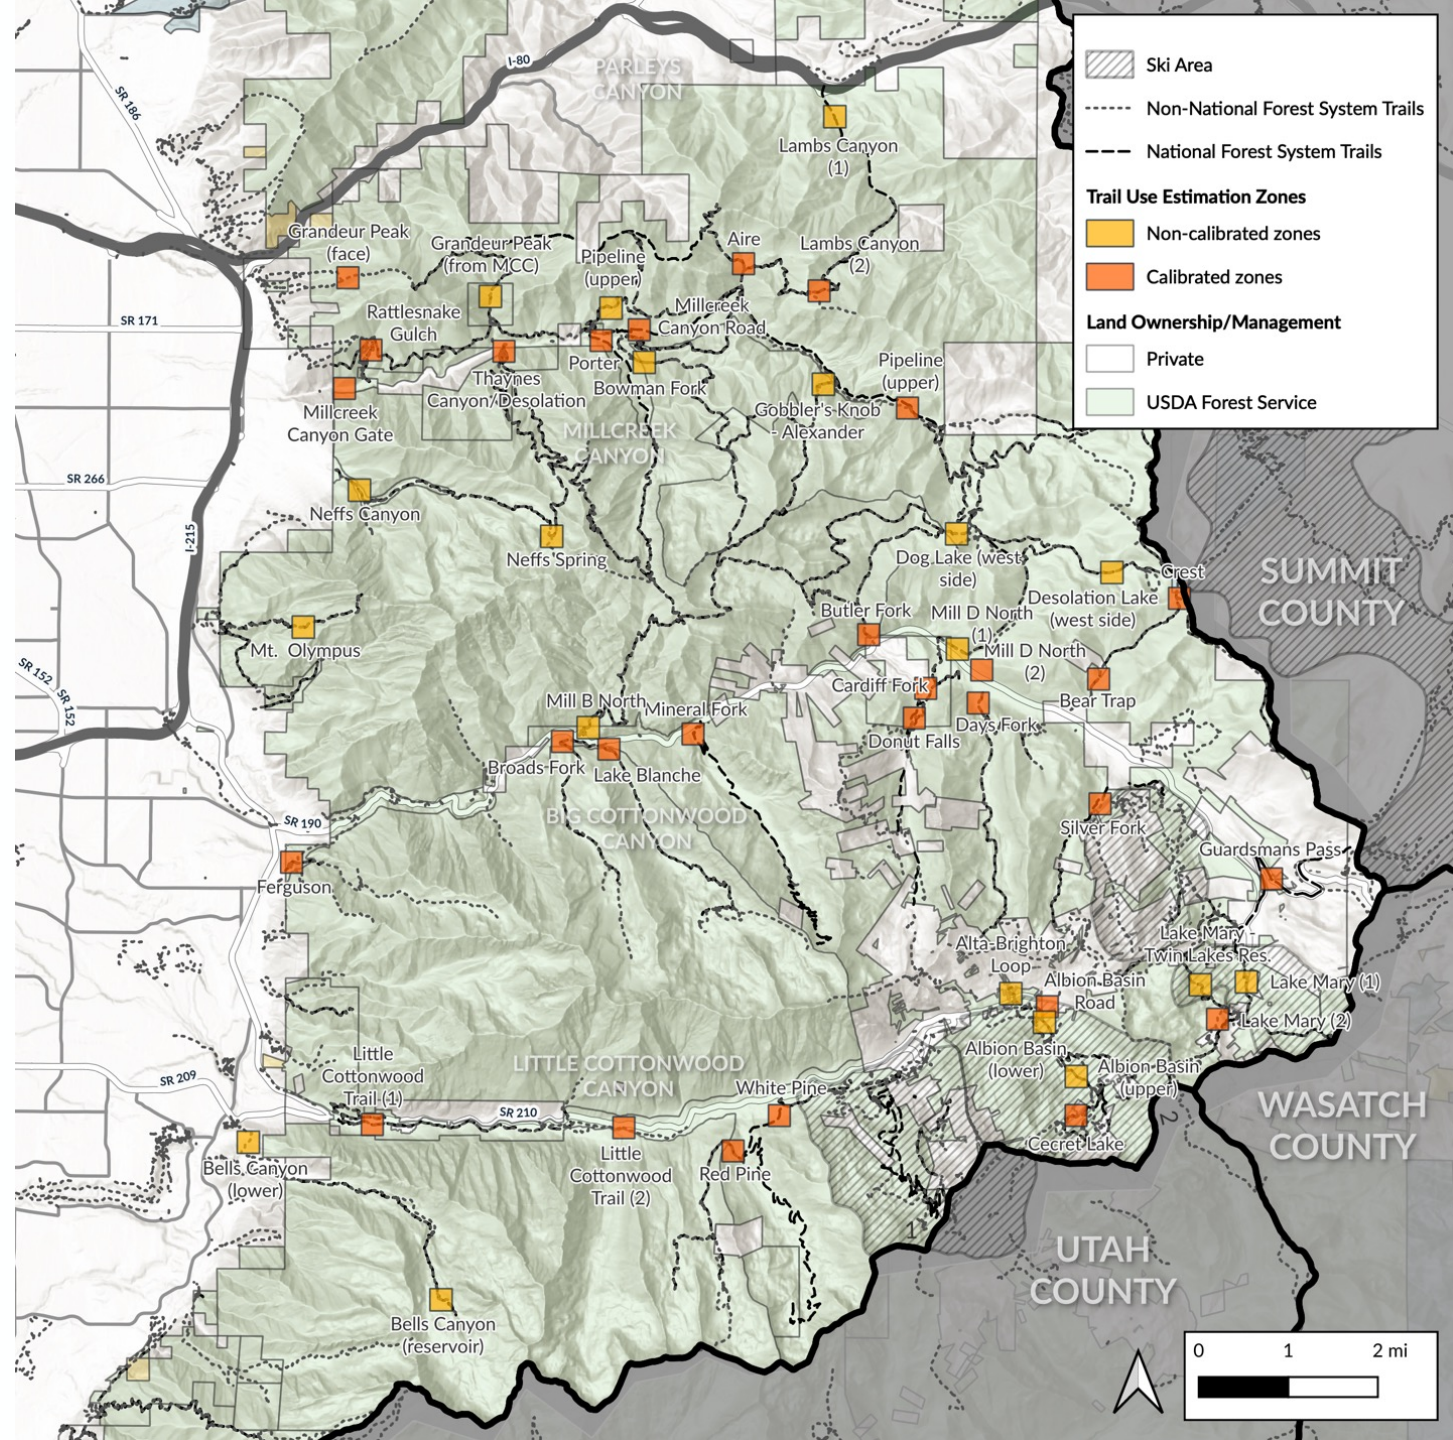 PARLEYS
CANYON
I-80
SR 186
Lambs Canyon
(1)
Ski Area
Non-National Forest System Trails
National Forest System Trails
Trail Use Estimation Zones
Non-calibrated zones
Calibrated zones
Land Ownership/Management
Private
USDA Forest Service
Grandeur Peak
(face)
Grandeur Peak
(from MCC)
Pipeline
(upper)
Aire
Lambs Canyon
(2)
SR 171
Rattlesnake
Gulch
Millcreek
Canyon Road
Porter
Bowman Fork
Thaynes
Canyon/Desolation
Pipeline
(upper)
Gobbler's Knob
- Alexander
Millcreek
Canyon Gate
MILLCREEK
CANYON
SR 266
I-215
Neffs Canyon
Neffs Spring
Dog Lake (west
side)
Desolation Lake
(west side)
Crest
SUMMIT
COUNTY
Butler Fork
Mill D North
(1)
Mill D North
(2)
Mt. Olympus
SR 152
SR 152
Cardiff Fork
Bear Trap
Mill B North
Mineral Fork
Donut Falls
Days Fork
Broads Fork
Lake Blanche
SR 190
BIG COTTONWOOD
CANYON
Silver Fork
Guardsmans Pass
Ferguson
Alta-Brighton
Loop
Lake Mary -
Twin Lakes Res.
Albion Basin
Road
Lake Mary (1)
Lake Mary (2)
Albion Basin
(lower)
Albion Basin
(upper)
Little
Cottonwood
Trail (1)
LITTLE COTTONWOOD
CANYON
White Pine
SR 209
SR 210
WASATCH
COUNTY
2
Cecret Lake
Bells Canyon
(lower)
Little
Cottonwood
Trail (2)
Red Pine
1
UTAH
COUNTY
Bells Canyon
(reservoir)
0 1 2 mi